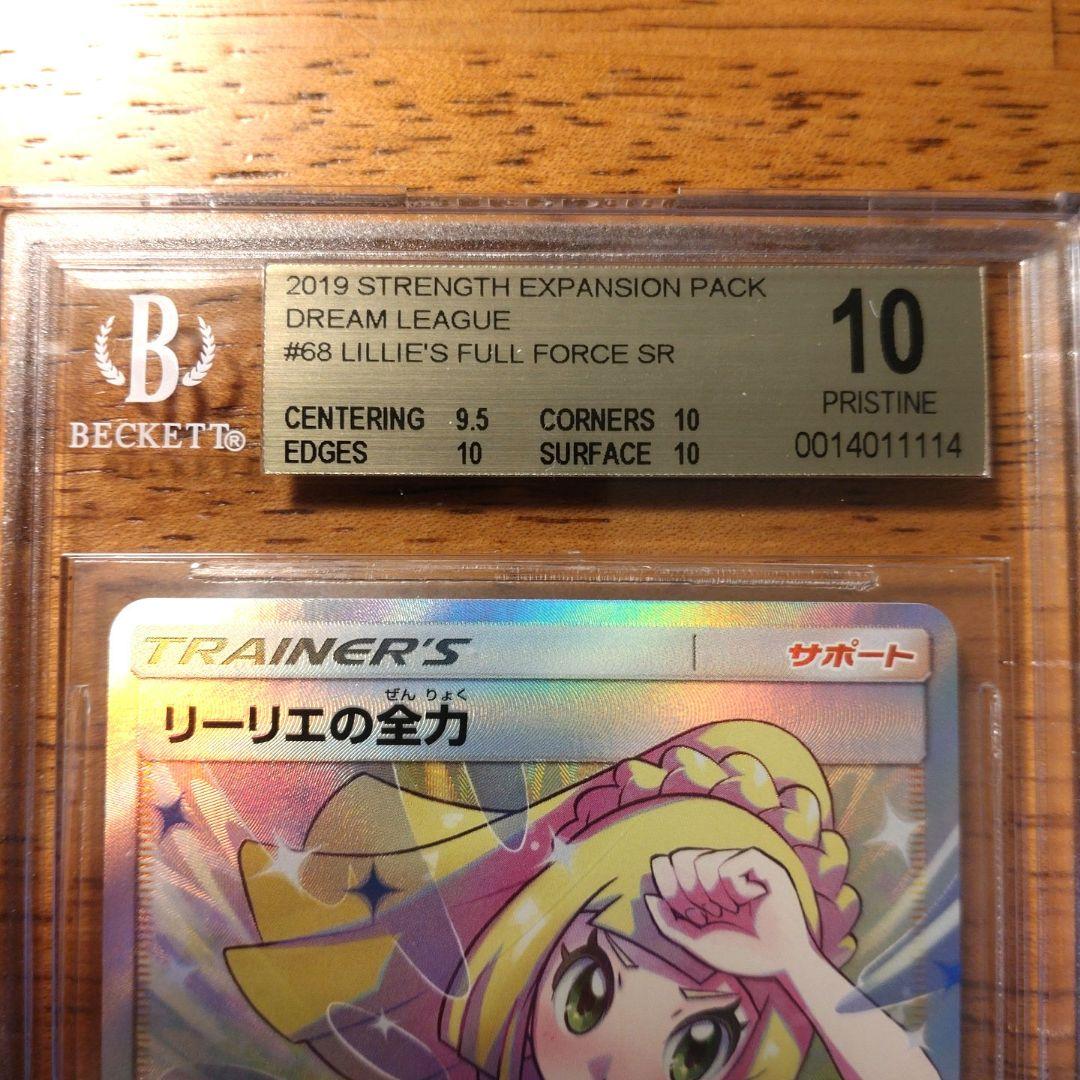 2019 STRENGTH EXPANSION PACK
DREAM LEAGUE
#68 LILLIE'S FULL FORCE SR
CENTERING 9.5 CORNERS 10
EDGES 10 SURFACE 10
10
PRISTINE
0014011114
B
BECKETT®
TRAINER'S サポート
ぜんりょく
リーリエの全力